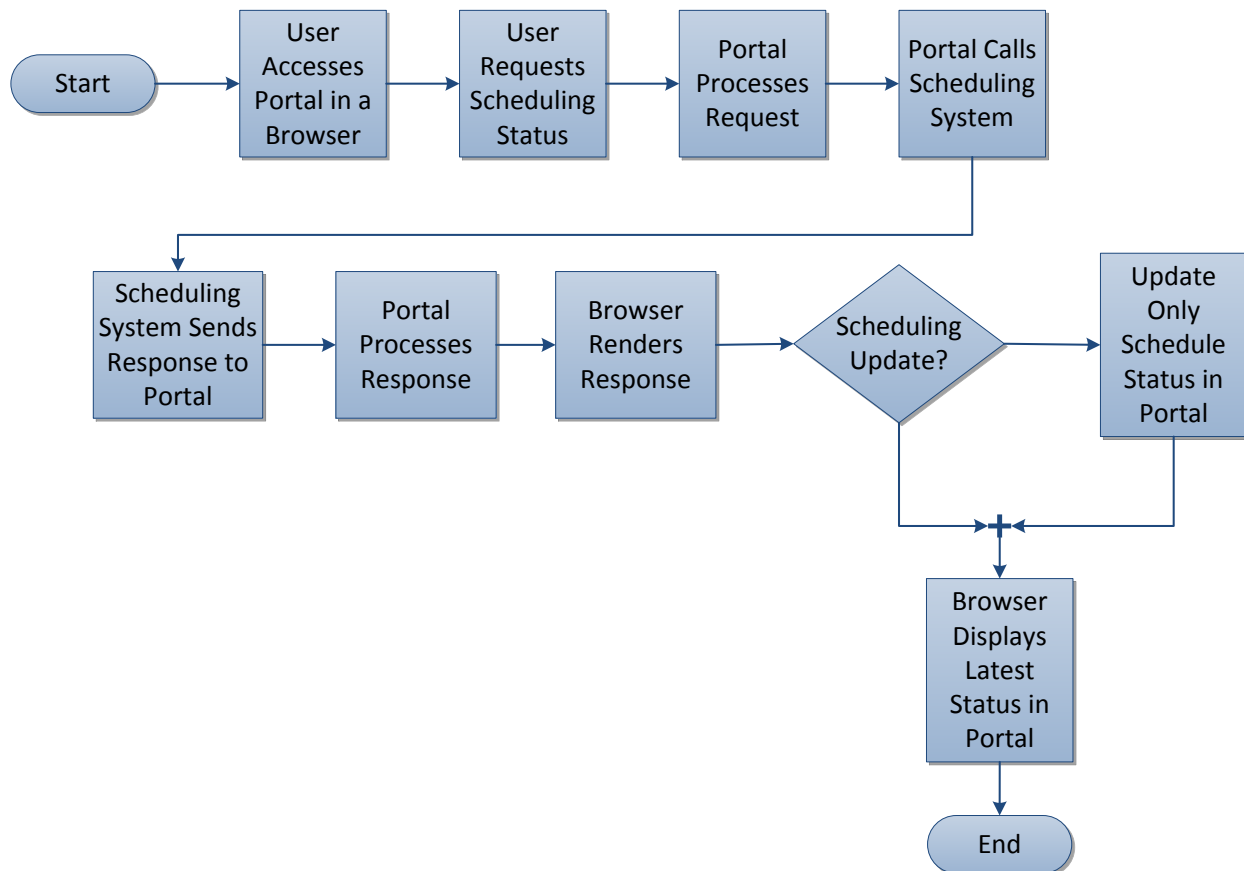 Start
User
Accesses
Portal in a
Browser
User
Requests
Scheduling
Status
Portal
Processes
Request
Portal Calls
Scheduling
System
Scheduling
System Sends
Response to
Portal
Portal
Processes
Response
Browser
Renders
Response
Scheduling
Update?
Update
Only
Schedule
Status in
Portal
Browser
Displays
Latest
Status in
Portal
End